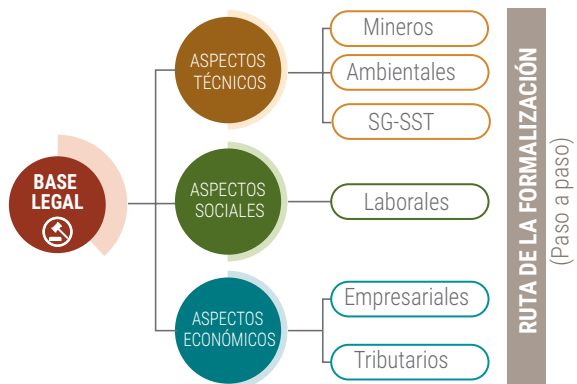 BASE
LEGAL
ASPECTOS
TÉCNICOS
Mineros
Ambientales
SG-SST
ASPECTOS
SOCIALES
Laborales
ASPECTOS
ECONÓMICOS
Empresariales
Tributarios
RUTA DE LA FORMALIZACIÓN
(Paso a paso)